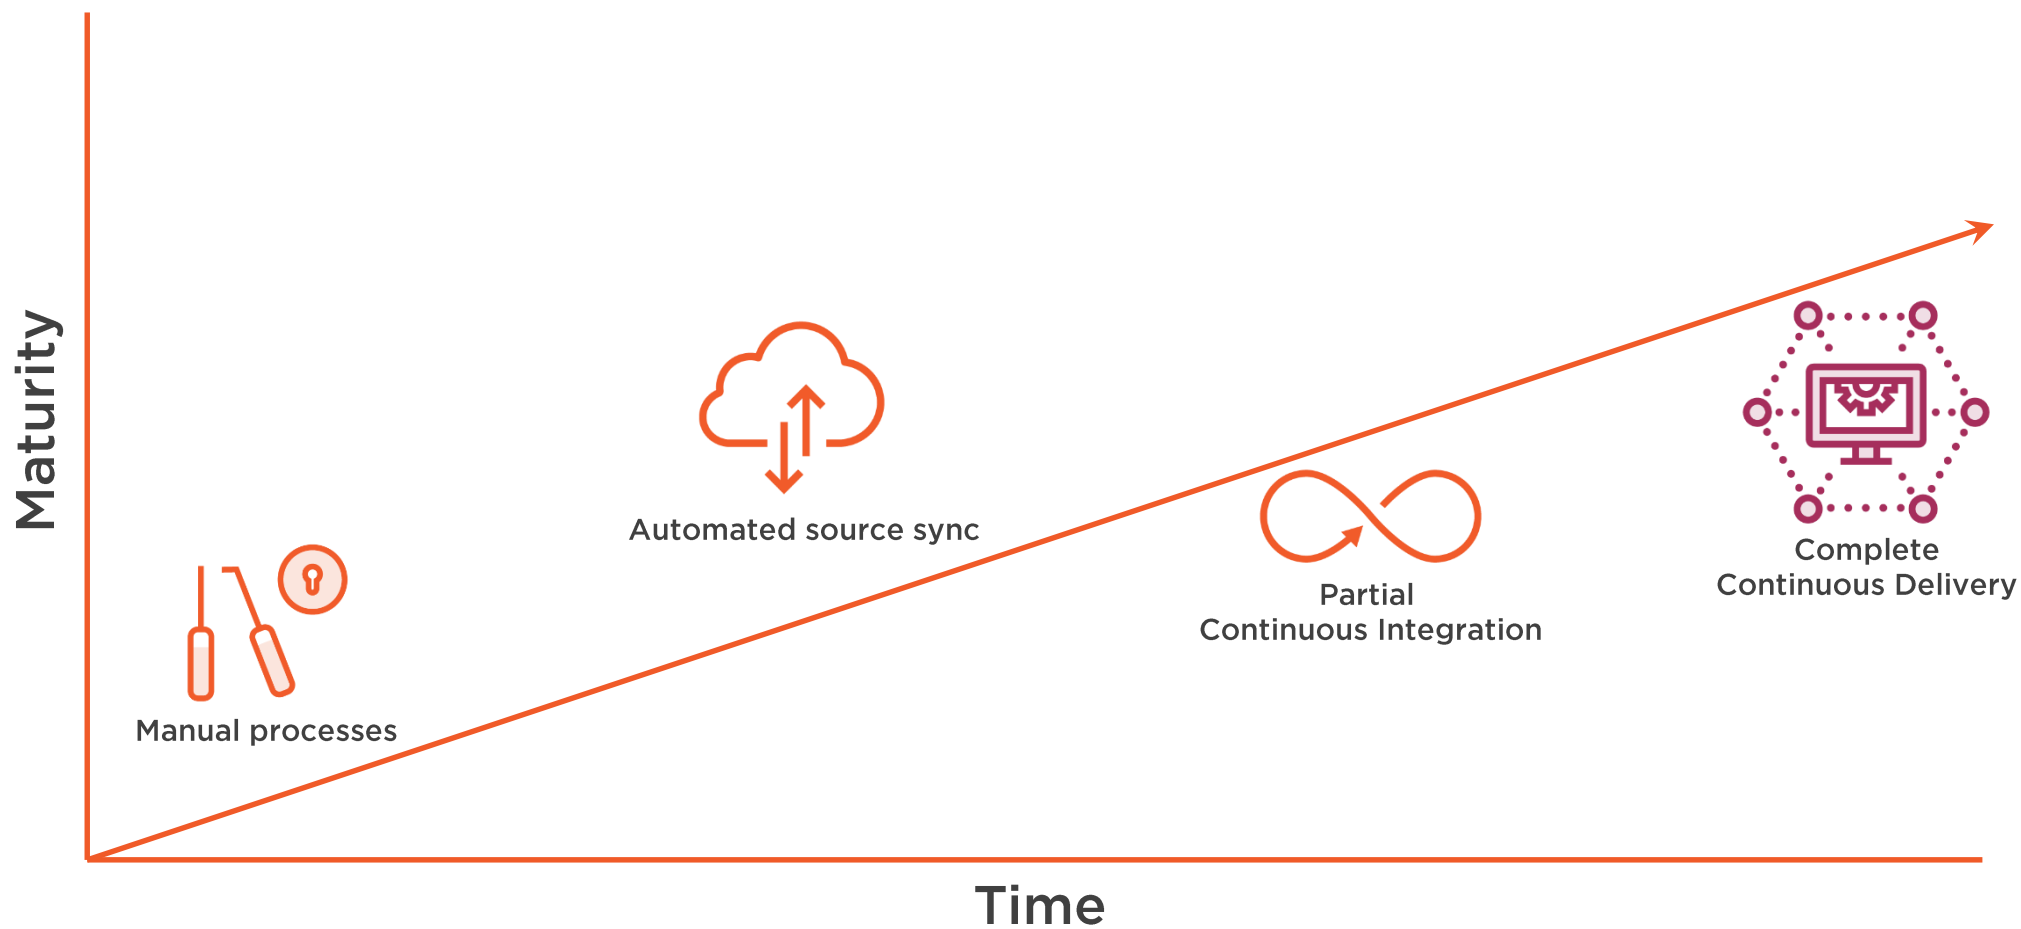 Maturity
Automated source sync
Manual processes
Partial
Continuous Integration
Complete
Continuous Delivery
Time